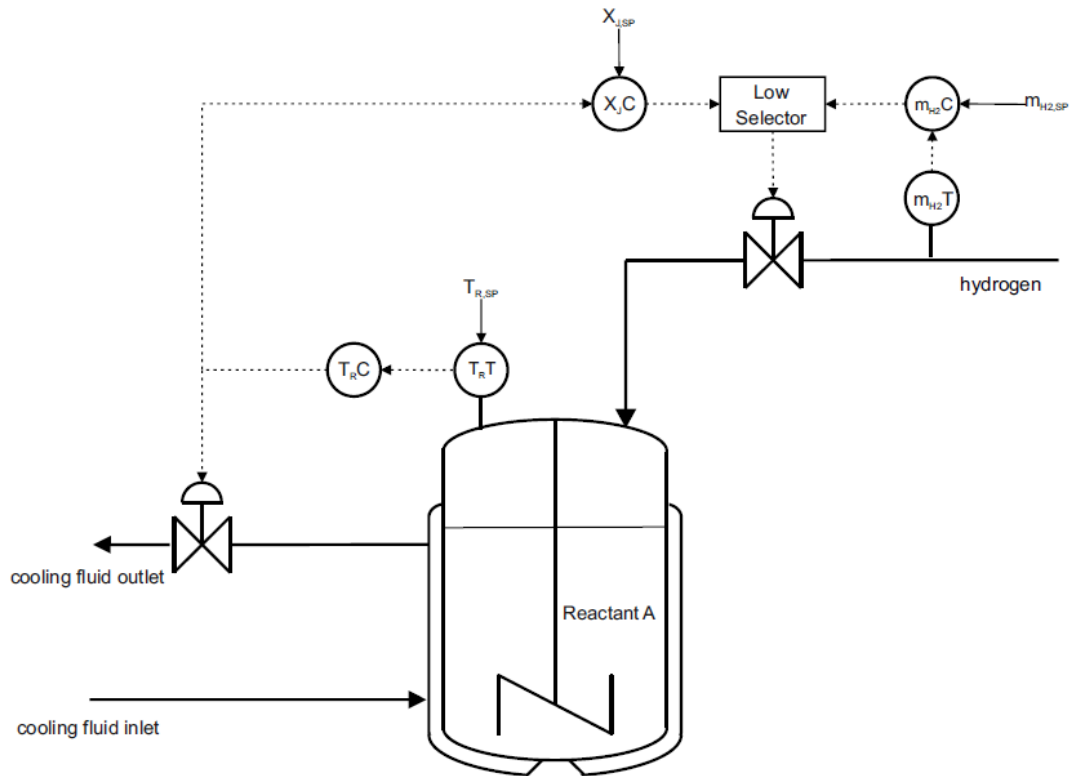 X_J,SP
X_JC
Low
Selector
m_H2C
m_H2,SP
m_H2T
hydrogen
T_R,SP
T_RC
T_RT
cooling fluid outlet
Reactant A
cooling fluid inlet